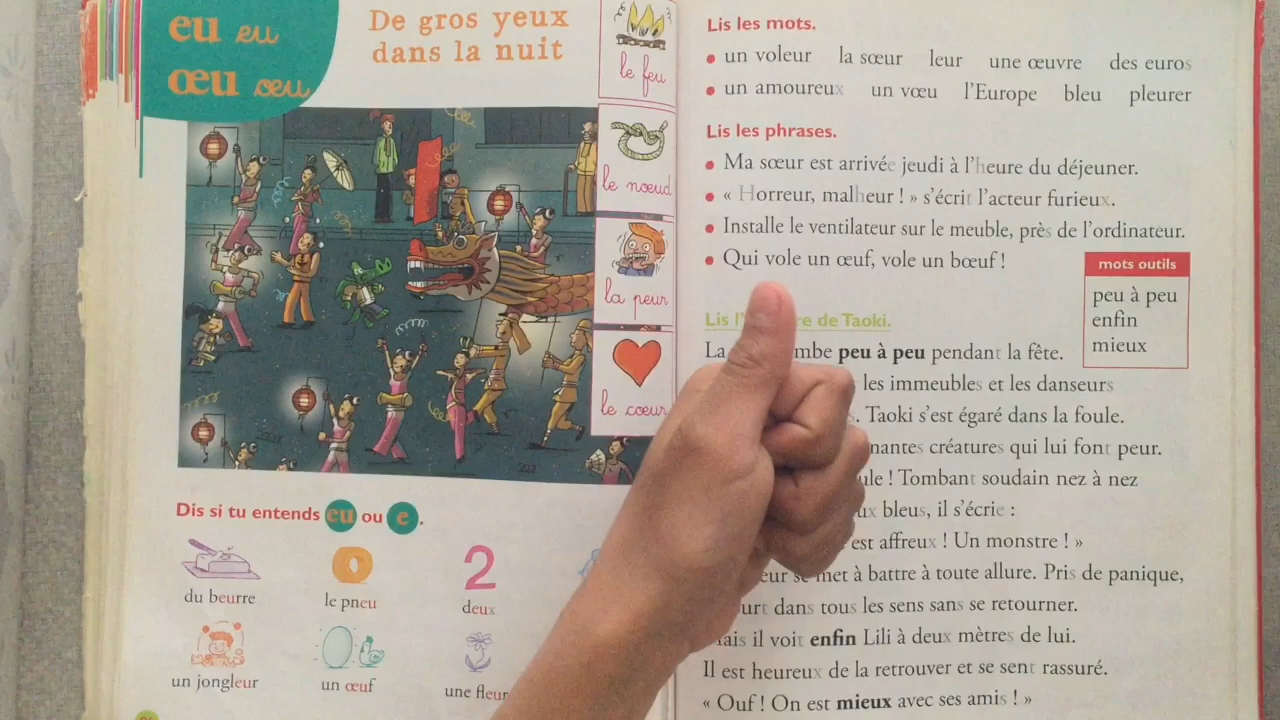 eu eu
œu œu
De gros yeux
dans la nuit
le feu
le nœud
la peur
le cœur
Dis si tu entends eu ou e.
du beurre
le pneu
2
deux
un jongleur
un œuf
une fleur
Lis les mots.
un voleur la sœur leur une œuvre des euros
un amoureux un vœu l'Europe bleu pleurer
Lis les phrases.
Ma sœur est arrivée jeudi à l'heure du déjeuner.
« Horreur, malheur ! » s'écrit l'acteur furieux.
Installe le ventilateur sur le meuble, près de l'ordinateur.
Qui vole un œuf, vole un bœuf !
mots outils
peu à peu
enfin
mieux
Lis de Taoki.
La peu à peu pendant la fête.
les immeubles et les danseurs
Taoki s'est égaré dans la foule.
créatures qui lui font peur.
! Tombant soudain nez à nez
bleus, il s'écrie :
est affreux ! Un monstre ! »
se met à battre à toute allure. Pris de panique,
dans tous les sens sans se retourner.
il voit enfin Lili à deux mètres de lui.
Il est heureux de la retrouver et se sent rassuré.
« Ouf ! On est mieux avec ses amis ! »